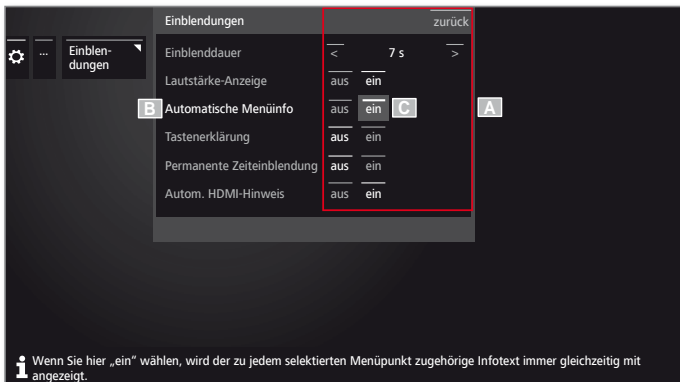 Einblendungen zurück
... Einblen-
dungen
Einblenddauer < 7 s >
Lautstärke-Anzeige aus ein
B Automatische Menüinfo aus ein C A
Tastenerklärung aus ein
Permanente Zeiteinblendung aus ein
Autom. HDMI-Hinweis aus ein
i Wenn Sie hier „ein“ wählen, wird der zu jedem selektierten Menüpunkt zugehörige Infotext immer gleichzeitig mit
angezeigt.